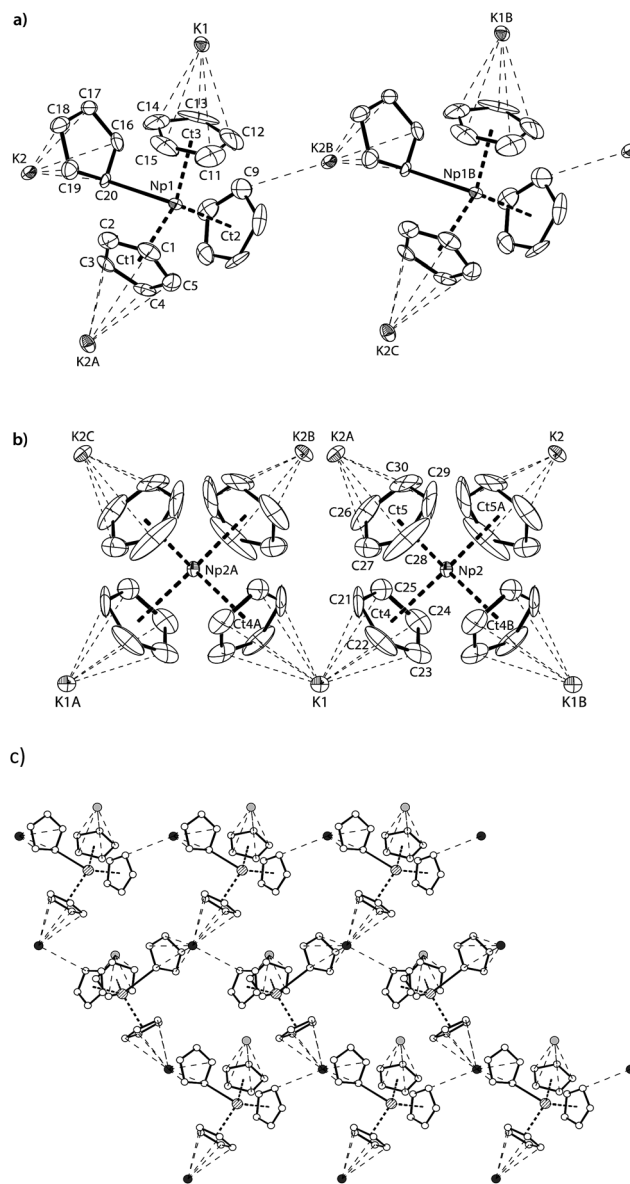 a)
K1 K1B
C17 C14 C13
C18 C16 Ct3 C12
K2 C15 C11 C9 K2B
C19 C20 Np1 Np1B
C2 C1 Ct2
C3 Ct1 C5
C4
K2A K2C
b)
K2C K2B K2A K2
C30 C29
C26 Ct5 Ct5A
C27 C28
Np2A Np2
C21 C25
Ct4A Ct4 C24 Ct4B
C22 C23
K1A K1 K1B
c)